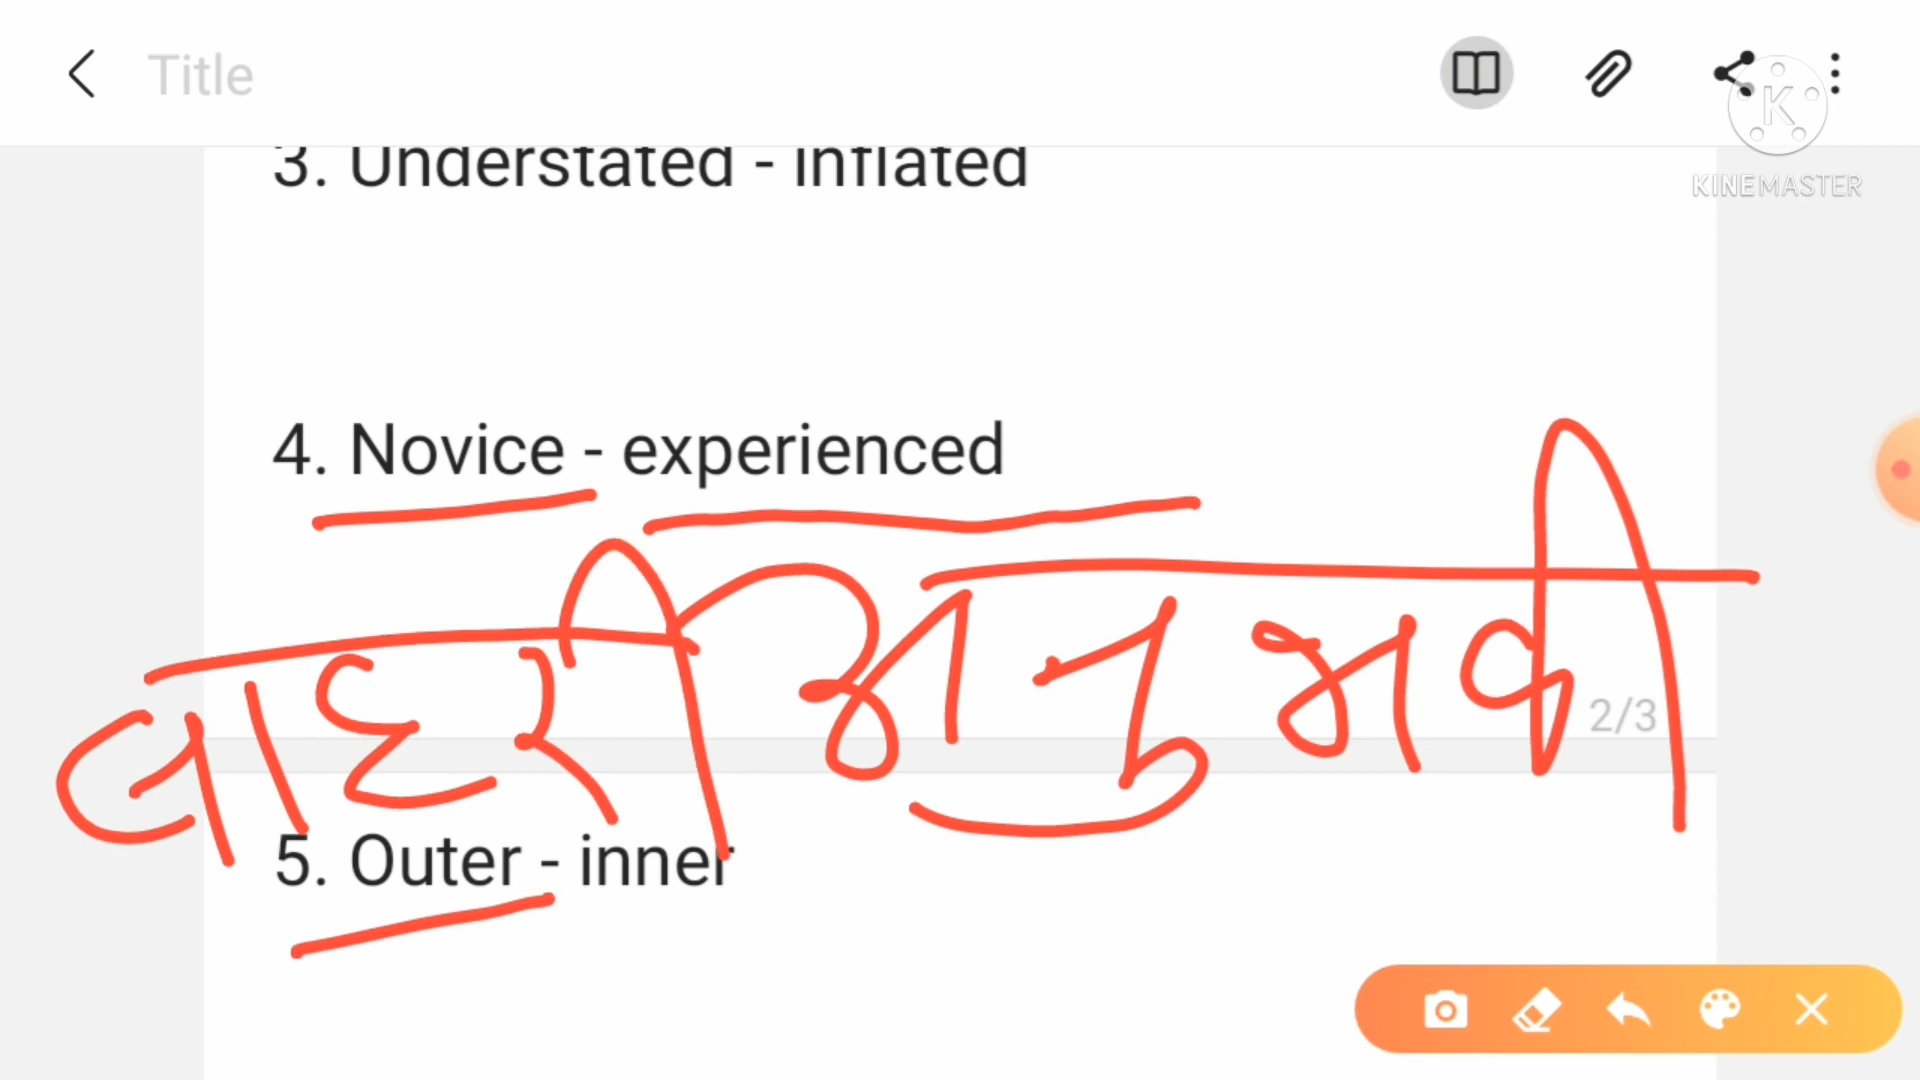 Title
KINEMASTER
3. Understated - inflated
4. Novice - experienced
अनुभवी
बाहरी
2/3
5. Outer - inner